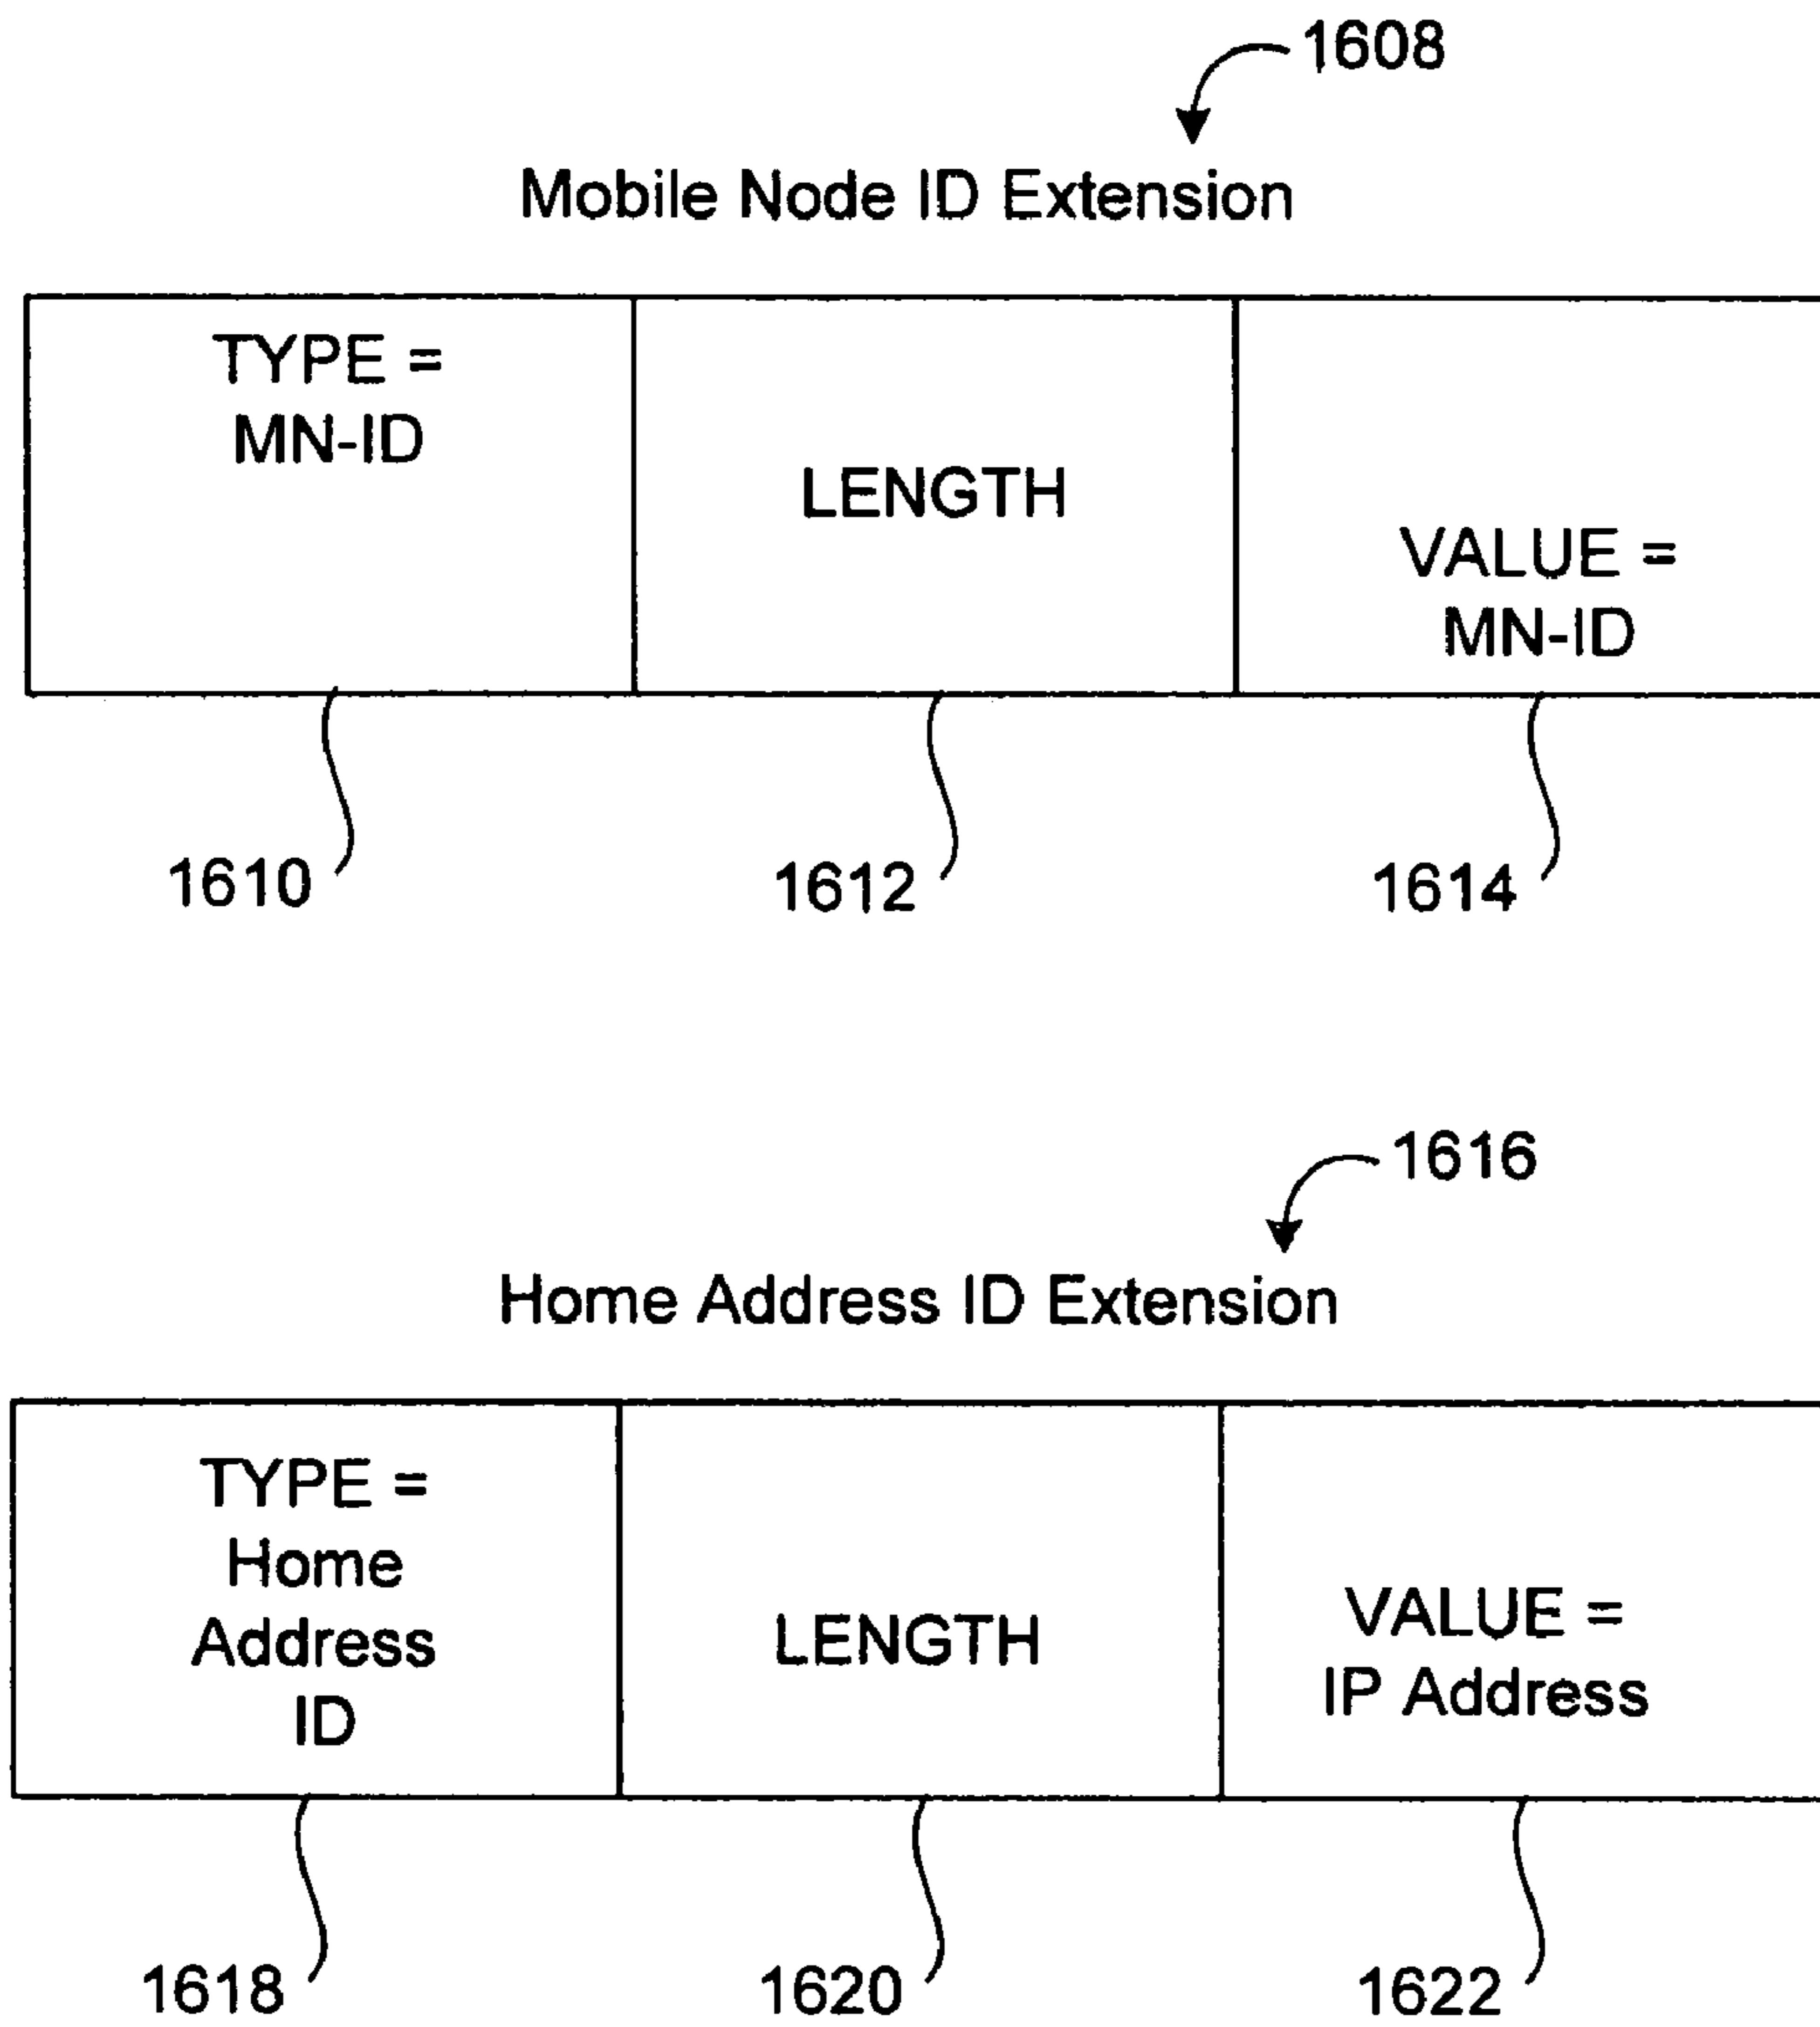 1608
Mobile Node ID Extension
TYPE =
MN-ID
LENGTH
VALUE =
MN-ID
1610
1612
1614
1616
Home Address ID Extension
TYPE =
Home
Address
ID
LENGTH
VALUE =
IP Address
1618
1620
1622